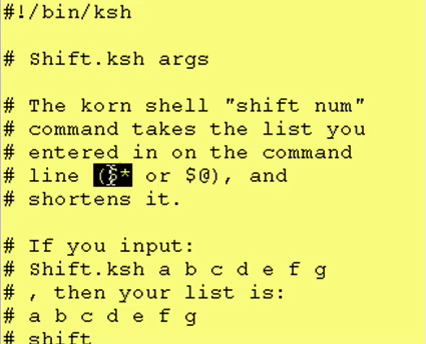 #!/bin/ksh
# Shift.ksh args
# The korn shell "shift num"
# command takes the list you
# entered in on the command
# line ($* or $@), and
# shortens it.
# If you input:
# Shift.ksh a b c d e f g
# , then your list is:
# a b c d e f g
# shift